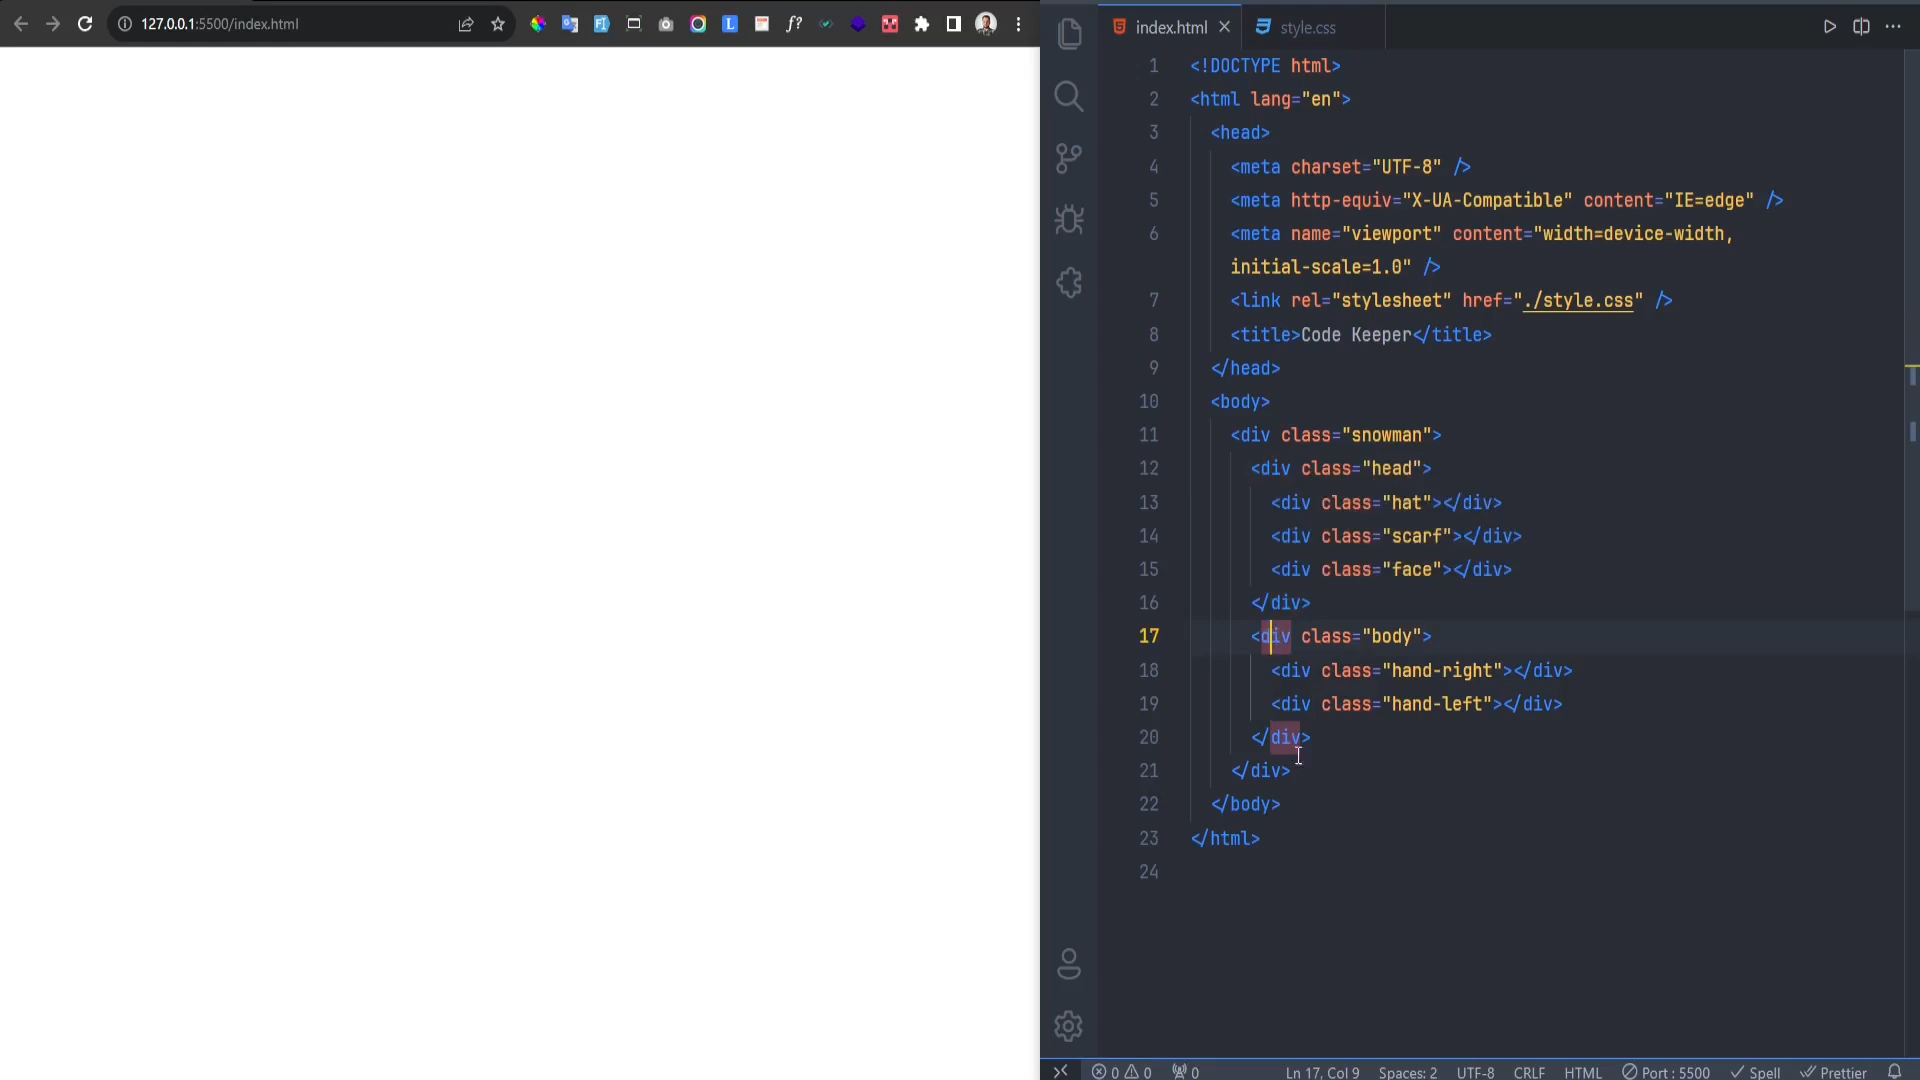 127.0.0.1:5500/index.html
index.html
style.css
1 <!DOCTYPE html>
2 <html lang="en">
3 <head>
4 <meta charset="UTF-8" />
5 <meta http-equiv="X-UA-Compatible" content="IE=edge" />
6 <meta name="viewport" content="width=device-width,
initial-scale=1.0" />
7 <link rel="stylesheet" href="./style.css" />
8 <title>Code Keeper</title>
9 </head>
10 <body>
11 <div class="snowman">
12 <div class="head">
13 <div class="hat"></div>
14 <div class="scarf"></div>
15 <div class="face"></div>
16 </div>
17 <div class="body">
18 <div class="hand-right"></div>
19 <div class="hand-left"></div>
20 </div>
21 </div>
22 </body>
23 </html>
24
0 0 0 Ln 17, Col 9 Spaces: 2 UTF-8 CRLF HTML Port : 5500 Spell Prettier